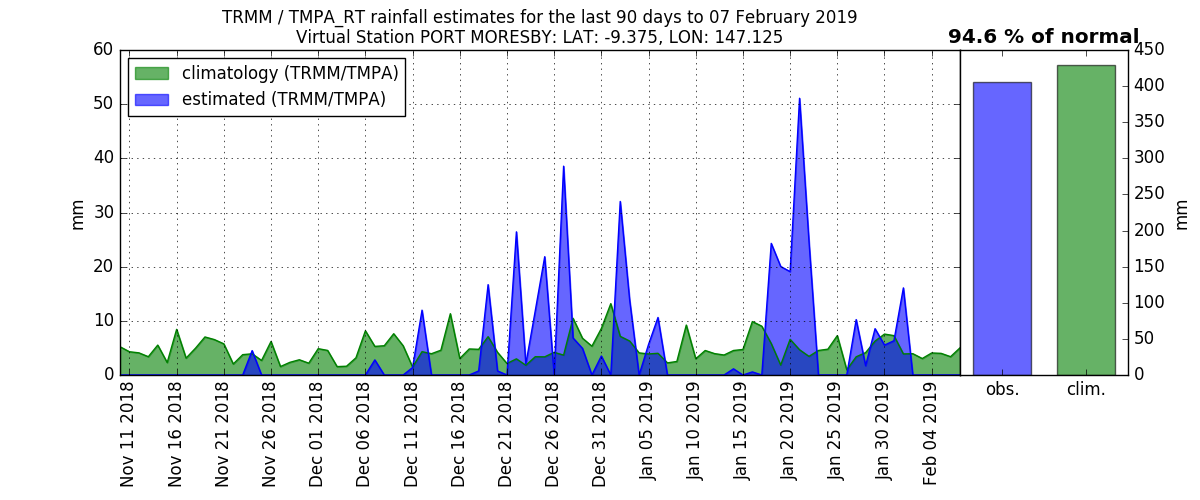 TRMM / TMPA_RT rainfall estimates for the last 90 days to 07 February 2019
Virtual Station PORT MORESBY: LAT: -9.375, LON: 147.125
94.6 % of normal
climatology (TRMM/TMPA)
estimated (TRMM/TMPA)
60
50
40
30
20
10
0
mm
Nov 11 2018
Nov 16 2018
Nov 21 2018
Nov 26 2018
Dec 01 2018
Dec 06 2018
Dec 11 2018
Dec 16 2018
Dec 21 2018
Dec 26 2018
Dec 31 2018
Jan 05 2019
Jan 10 2019
Jan 15 2019
Jan 20 2019
Jan 25 2019
Jan 30 2019
Feb 04 2019
obs.
clim.
450
400
350
300
250
200
150
100
50
0
mm